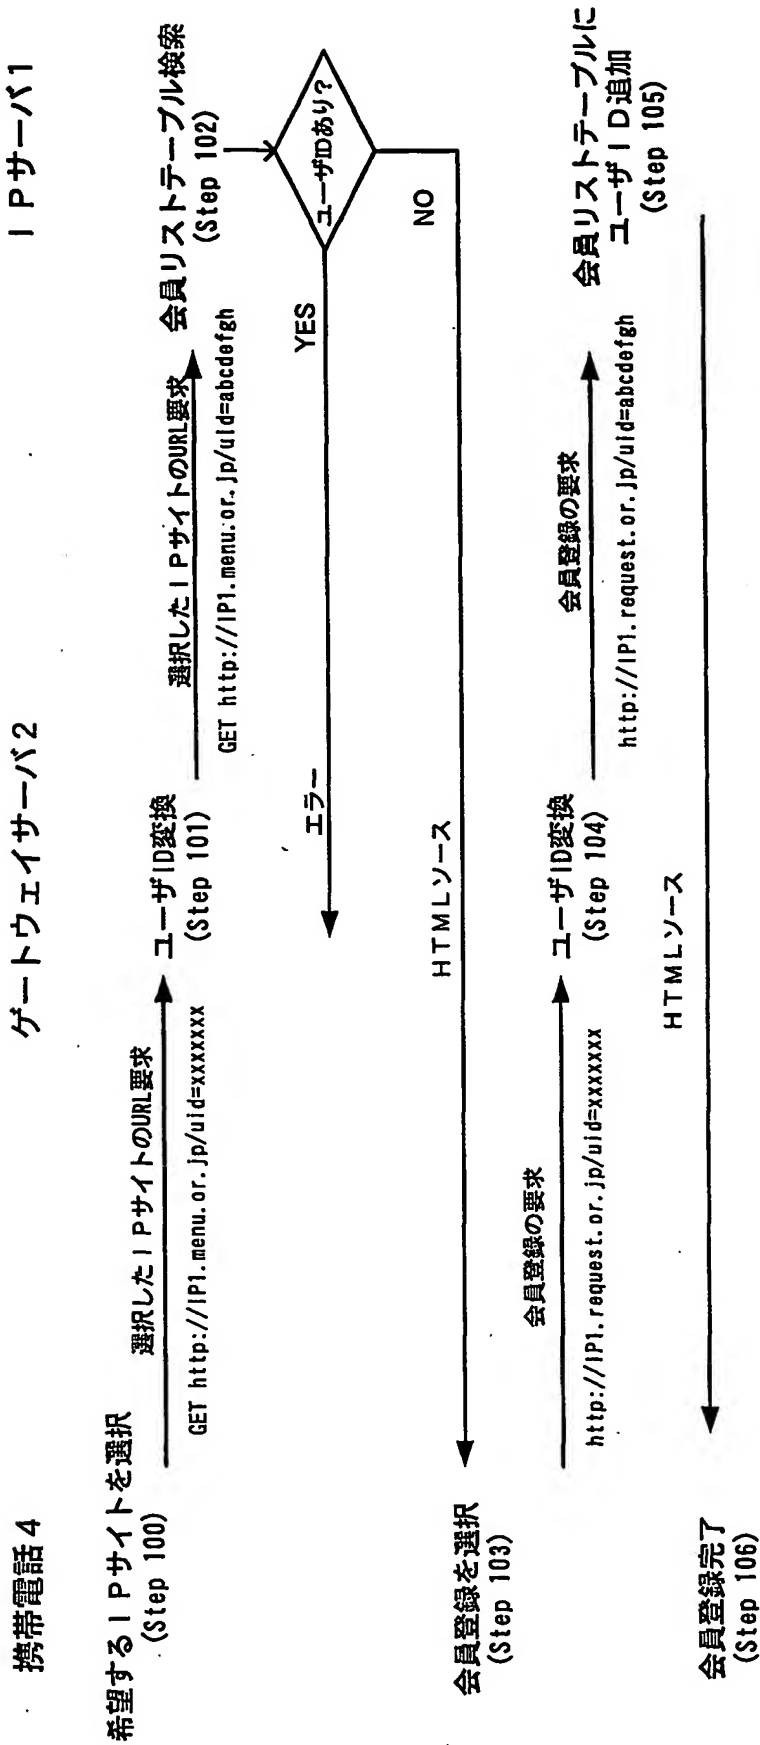 携帯電話4
ゲートウェイサーバ2
IPサーバ1
希望するIPサイトを選択
(Step 100)
選択したIPサイトのURL要求
GET http://IP1.menu.or.jp/uid=xxxxxxxx
ユーザID変換
(Step 101)
選択したIPサイトのURL要求
GET http://IP1.menu.or.jp/uid=abcdefgh
会員リストテーブル検索
(Step 102)
ユーザIDあり?
YES
エラー
NO
HTMLソース
会員登録を選択
(Step 103)
会員登録の要求
http://IP1.request.or.jp/uid=xxxxxxx
ユーザID変換
(Step 104)
会員登録の要求
http://IP1.request.or.jp/uid=abcdefgh
会員リストテーブルに
ユーザID追加
(Step 105)
HTMLソース
会員登録完了
(Step 106)